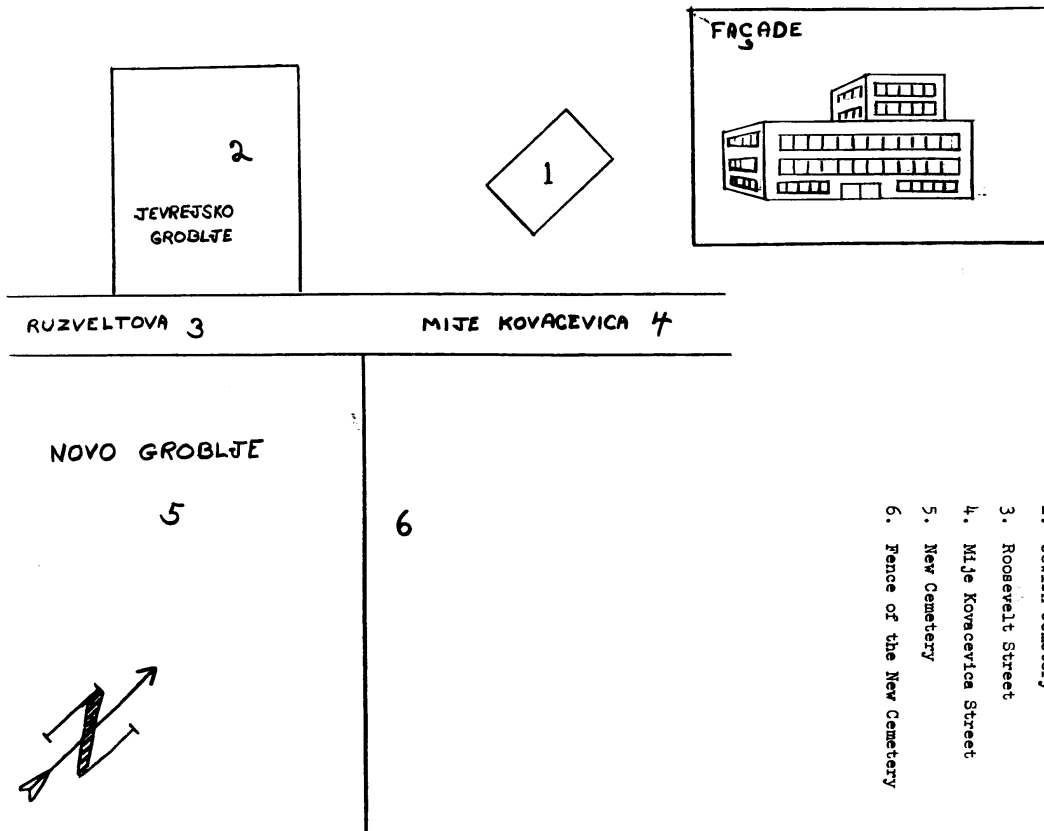 FAÇADE
2
1
JEVREJSKO
GROBLJE
RUZVELTOVA 3
MIJE KOVACEVICA 4
NOVO GROBLJE
5
6
3. Roosevelt Street
4. Mije Kovacevica Street
5. New Cemetery
6. Fence of the New Cemetery
N